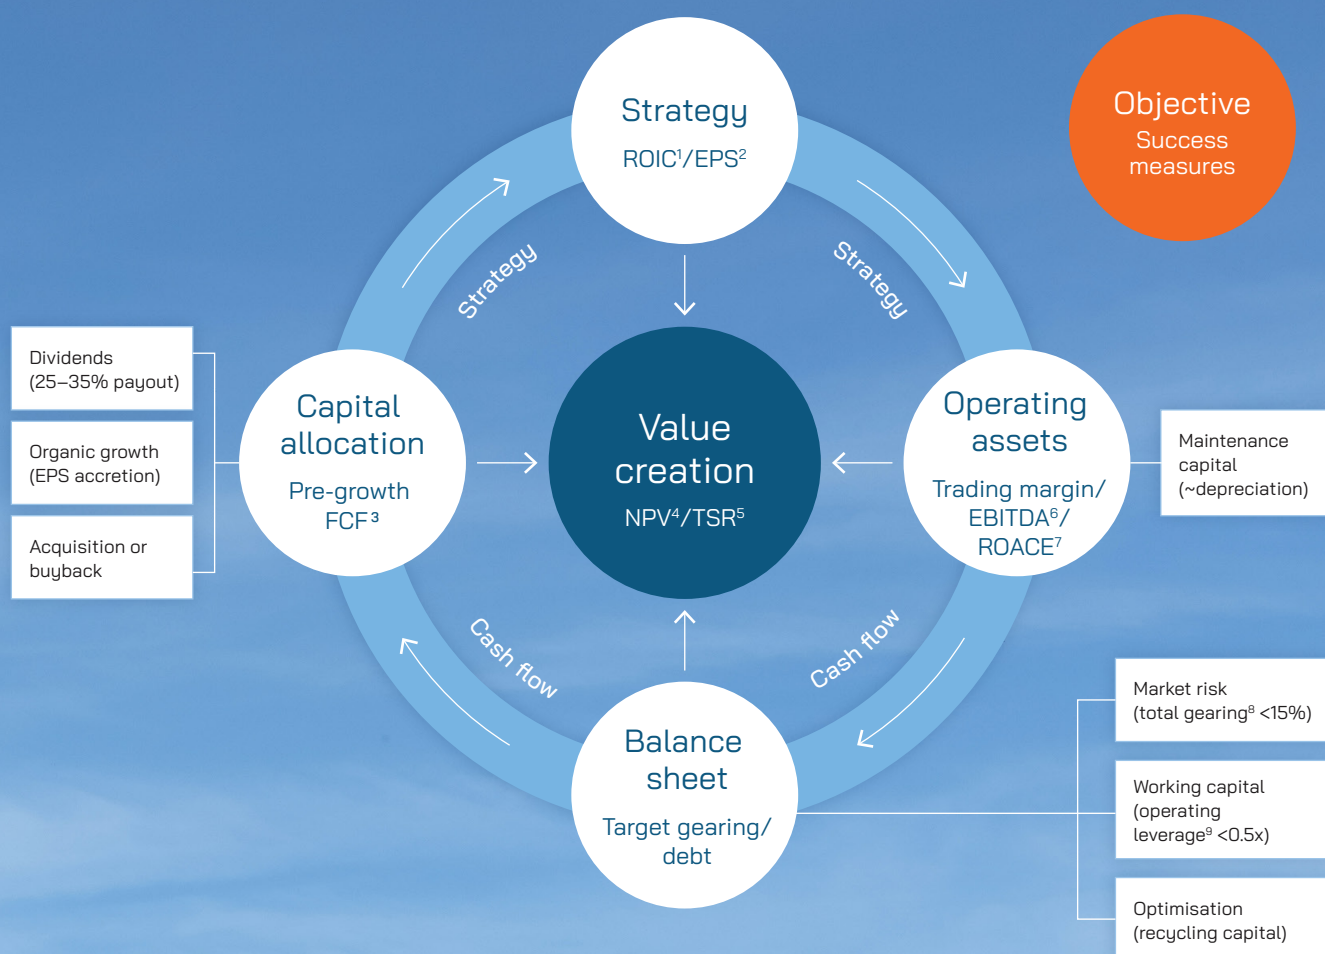 Strategy
ROIC¹/EPS²
Objective
Success
measures
Strategy
Strategy
Dividends
(25–35% payout)
Organic growth
(EPS accretion)
Acquisition or
buyback
Capital
allocation
Pre-growth
FCF³
Value
creation
NPV⁴/TSR⁵
Operating
assets
Trading margin/
EBITDA⁶/
ROACE⁷
Maintenance
capital
(~depreciation)
Cash flow
Cash flow
Balance
sheet
Target gearing/
debt
Market risk
(total gearing⁸ <15%)
Working capital
(operating
leverage⁹ <0.5x)
Optimisation
(recycling capital)